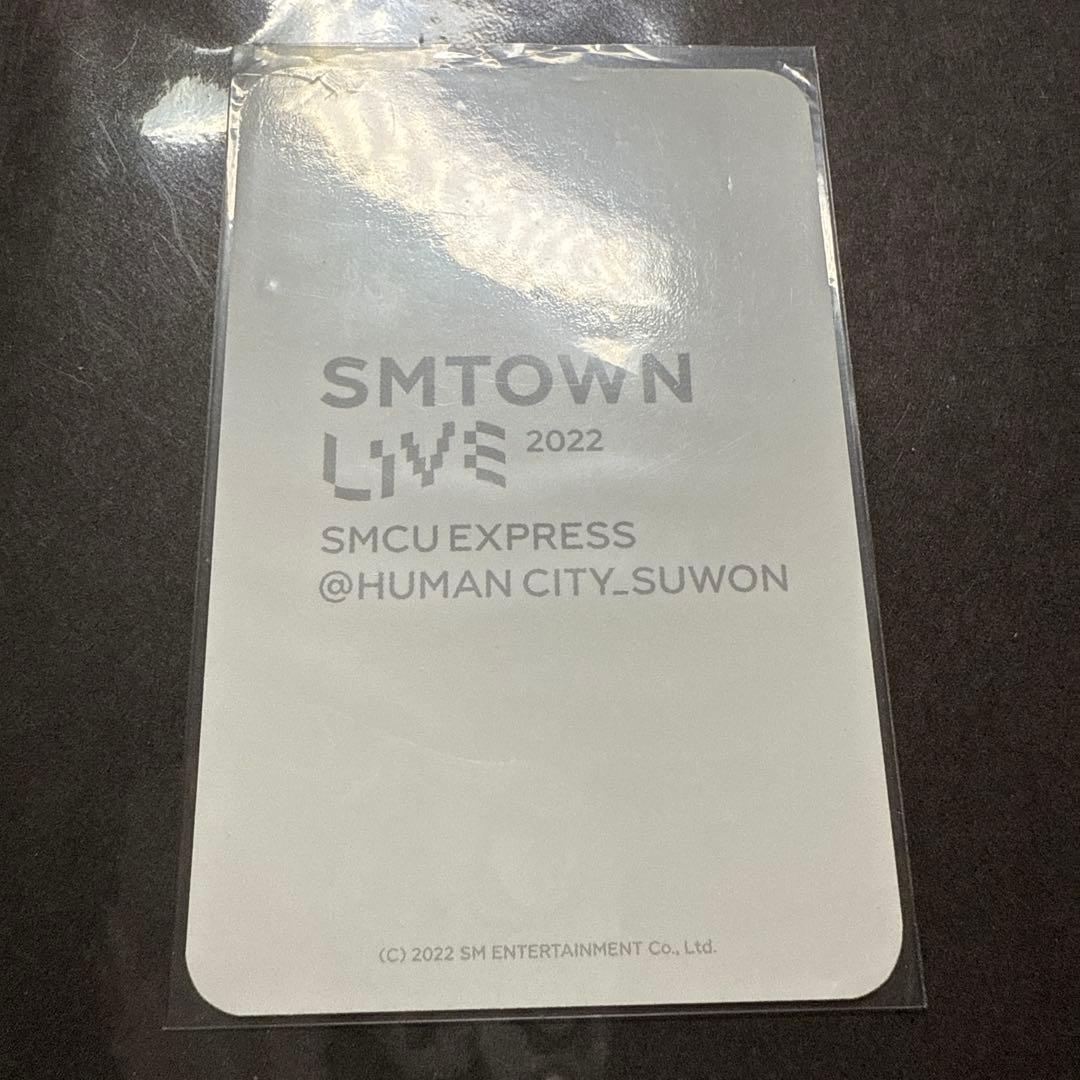 SMTOWN
LiVE 2022
SMCU EXPRESS
@HUMAN CITY_SUWON
(C) 2022 SM ENTERTAINMENT Co., Ltd.